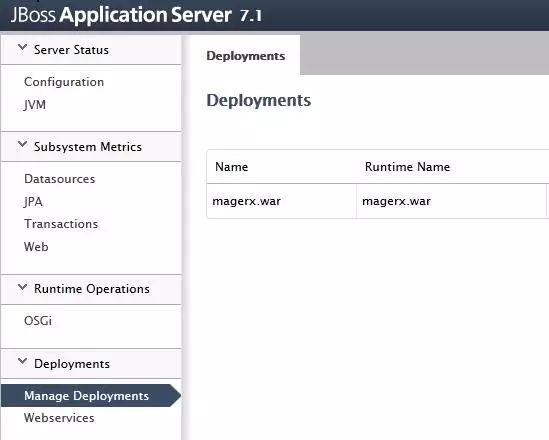 JBoss Application Server 7.1
Server Status
Configuration
JVM
Subsystem Metrics
Datasources
JPA
Transactions
Web
Runtime Operations
OSGi
Deployments
Manage Deployments
Webservices
Deployments
Deployments
Name Runtime Name
magerx.war magerx.war